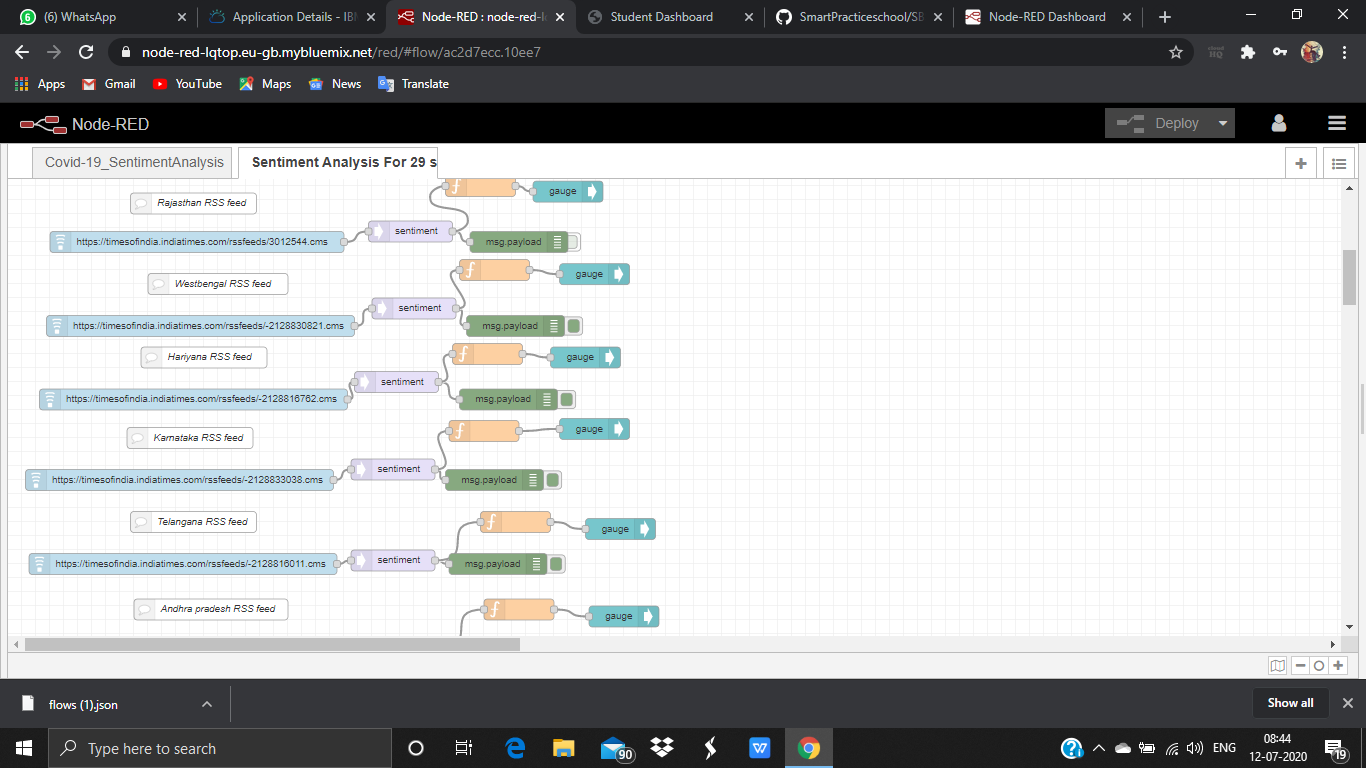 (6) WhatsApp
Application Details - IBM
Node-RED : node-red-l
Student Dashboard
SmartPracticeschool/SB
Node-RED Dashboard
node-red-lqtop.eu-gb.mybluemix.net/red/#flow/ac2d7ecc.10ee7
Apps
Gmail
YouTube
Maps
News
Translate
Node-RED
Deploy
Covid-19_SentimentAnalysis
Sentiment Analysis For 29 s
gauge
Rajasthan RSS feed
https://timesofindia.indiatimes.com/rssfeeds/3012544.cms
sentiment
msg.payload
gauge
Westbengal RSS feed
https://timesofindia.indiatimes.com/rssfeeds/-2128830821.cms
sentiment
msg.payload
gauge
Hariyana RSS feed
https://timesofindia.indiatimes.com/rssfeeds/-2128816762.cms
sentiment
msg.payload
gauge
Karnataka RSS feed
https://timesofindia.indiatimes.com/rssfeeds/-2128833038.cms
sentiment
msg.payload
gauge
Telangana RSS feed
https://timesofindia.indiatimes.com/rssfeeds/-2128816011.cms
sentiment
msg.payload
gauge
Andhra pradesh RSS feed
gauge
flows (1).json
Show all
Type here to search
90
ENG
08:44
12-07-2020
19